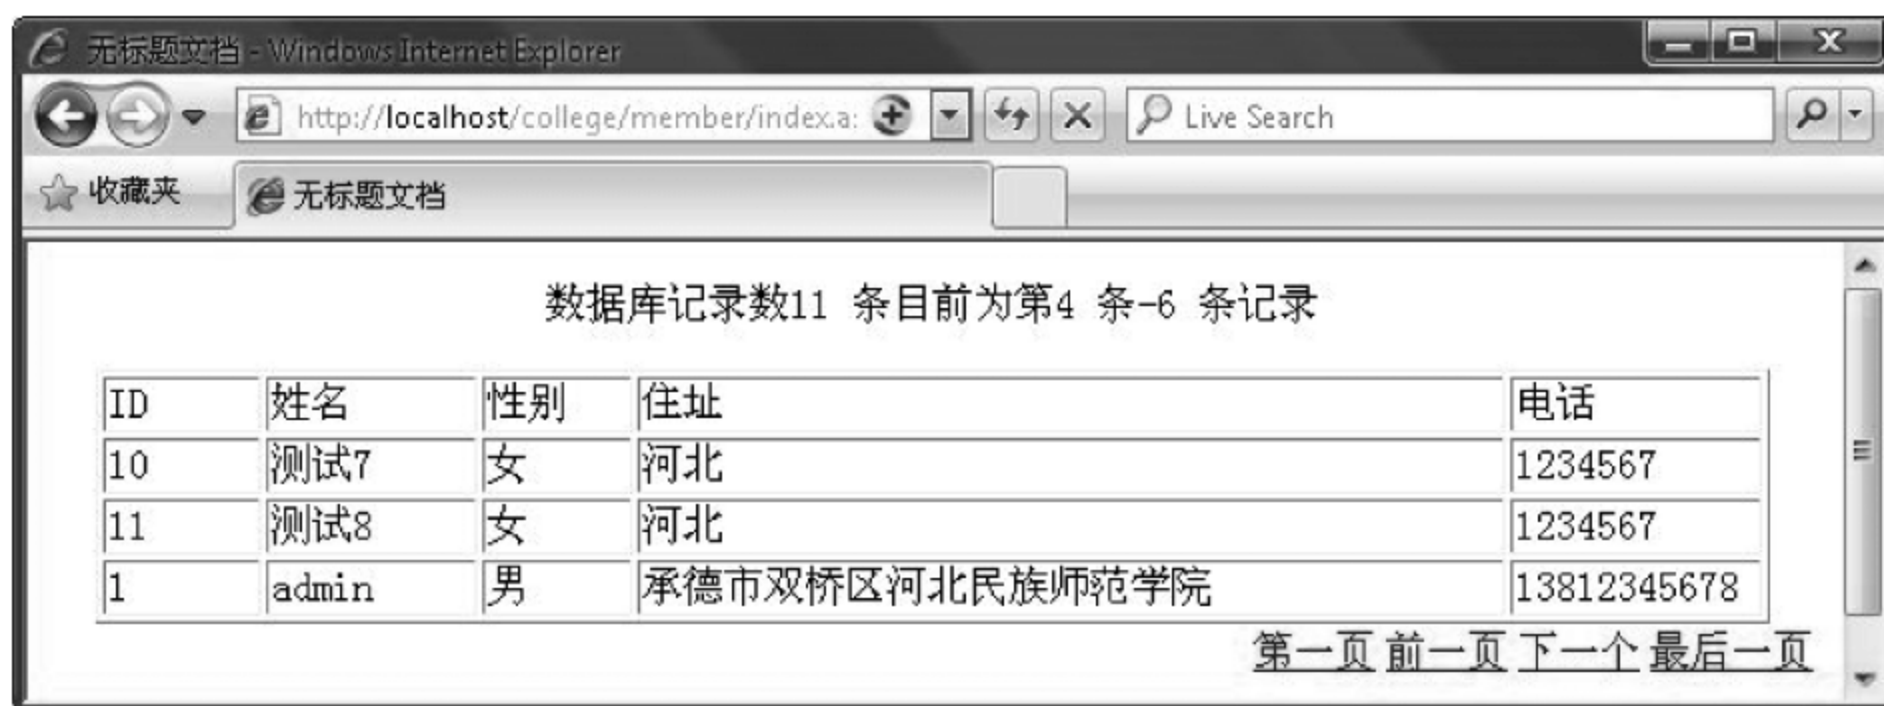 无标题文档 - Windows Internet Explorer
http://localhost/college/member/index.a:
Live Search
收藏夹
无标题文档
数据库记录数11 条目前为第4 条-6 条记录
ID 姓名 性别 住址 电话
10 测试7 女 河北 1234567
11 测试8 女 河北 1234567
1 admin 男 承德市双桥区河北民族师范学院 13812345678
第一页 前一页 下一个 最后一页